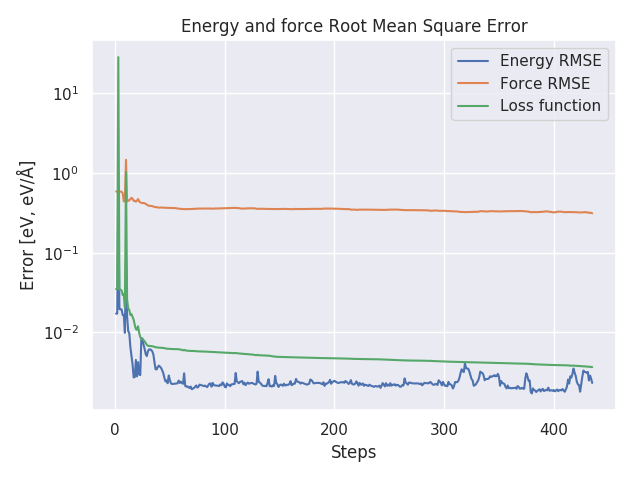 Energy and force Root Mean Square Error
Energy RMSE
Force RMSE
Loss function
Error [eV, eV/Å]
10¹
10⁰
10⁻¹
10⁻²
0 100 200 300 400
Steps